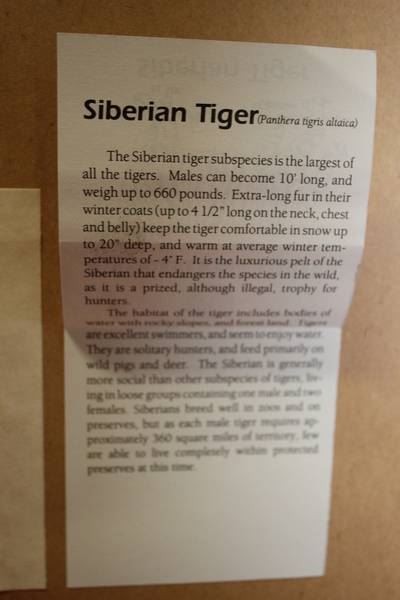 Siberian Tiger (Panthera tigris altaica)
The Siberian tiger subspecies is the largest of
all the tigers. Males can become 10' long, and
weigh up to 660 pounds. Extra-long fur in their
winter coats (up to 4 1/2" long on the neck, chest
and belly) keep the tiger comfortable in snow up
to 20" deep, and warm at average winter tem-
peratures of - 4° F. It is the luxurious pelt of the
Siberian that endangers the species in the wild,
as it is a prized, although illegal, trophy for
hunters.
The habitat of the tiger includes bodies of
water with rocky slopes, and forest land. Tigers
are excellent swimmers, and seem to enjoy water.
They are solitary hunters, and feed primarily on
wild pigs and deer. The Siberian is generally
more social than other subspecies of tigers, liv-
ing in loose groups containing one male and two
females. Siberians breed well in zoos and on
preserves, but as each male tiger requires ap-
proximately 360 square miles of territory, few
are able to live completely within protected
preserves at this time.